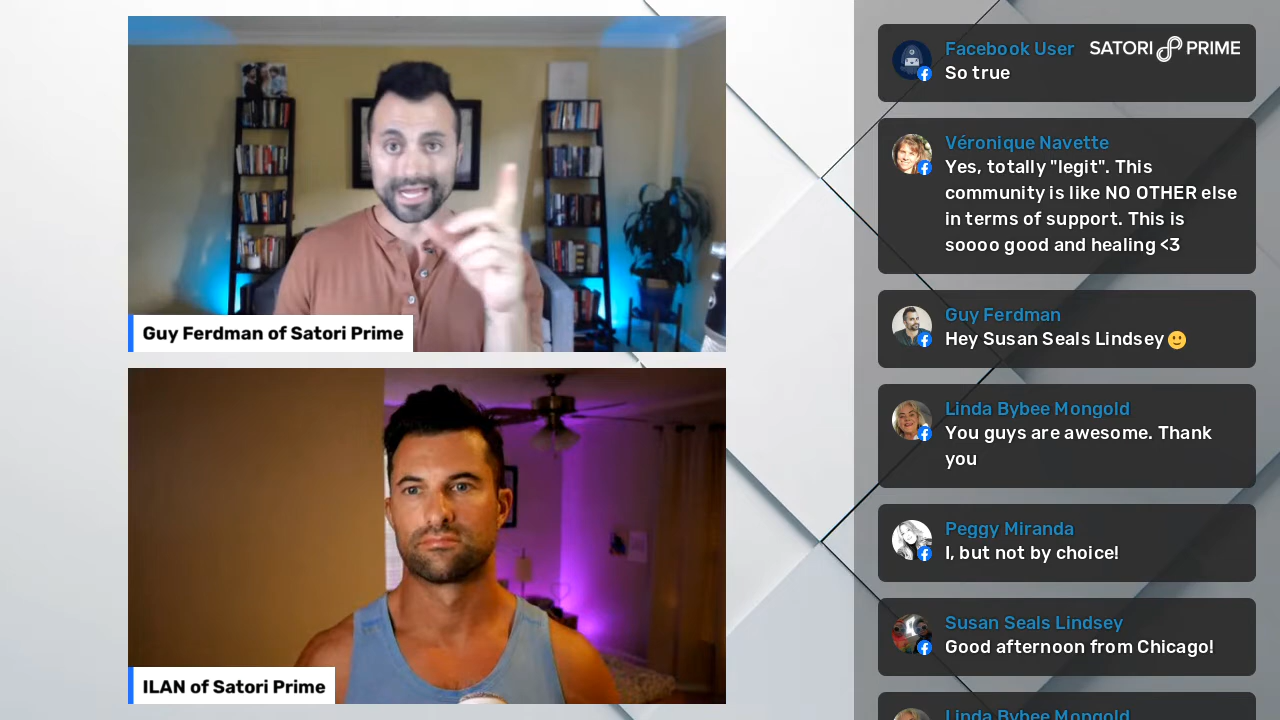 Guy Ferdman of Satori Prime
ILAN of Satori Prime
Facebook User
SATORI PRIME
So true
Véronique Navette
Yes, totally "legit". This
community is like NO OTHER else
in terms of support. This is
soooo good and healing <3
Guy Ferdman
Hey Susan Seals Lindsey🙂
Linda Bybee Mongold
You guys are awesome. Thank
you
Peggy Miranda
I, but not by choice!
Susan Seals Lindsey
Good afternoon from Chicago!
Linda Bybee Mongold